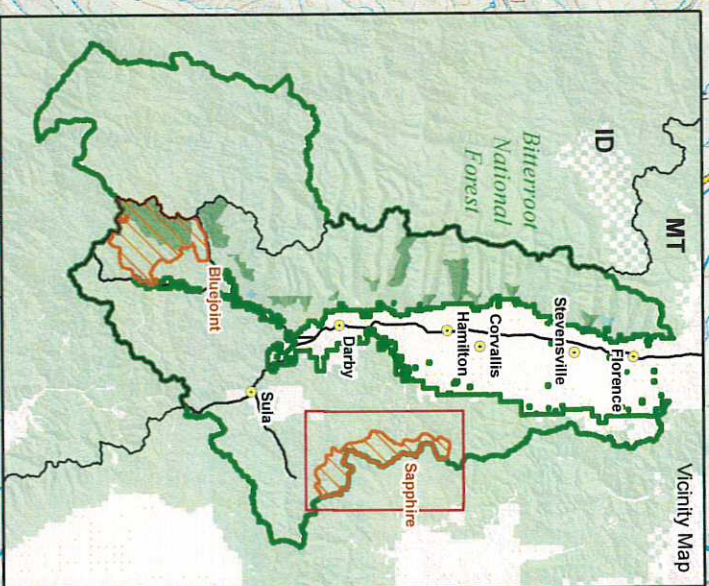 Vicinity Map
MT
ID
Florence
Stevensville
Corvallis
Hamilton
Bitterroot
National
Forest
Darby
Sapphire
Sula
Bluejoint